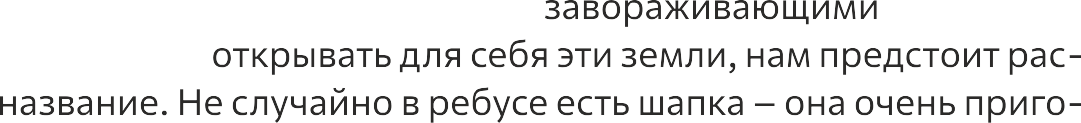 завораживающими
открывать для себя эти земли, нам предстоит рас-
название. Не случайно в ребусе есть шапка – она очень приго-